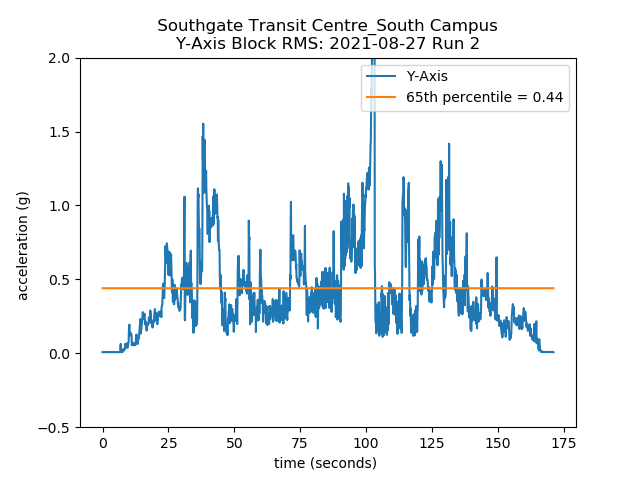 Southgate Transit Centre_South Campus
Y-Axis Block RMS: 2021-08-27 Run 2
Y-Axis
65th percentile = 0.44
acceleration (g)
2.0
1.5
1.0
0.5
0.0
−0.5
0 25 50 75 100 125 150 175
time (seconds)